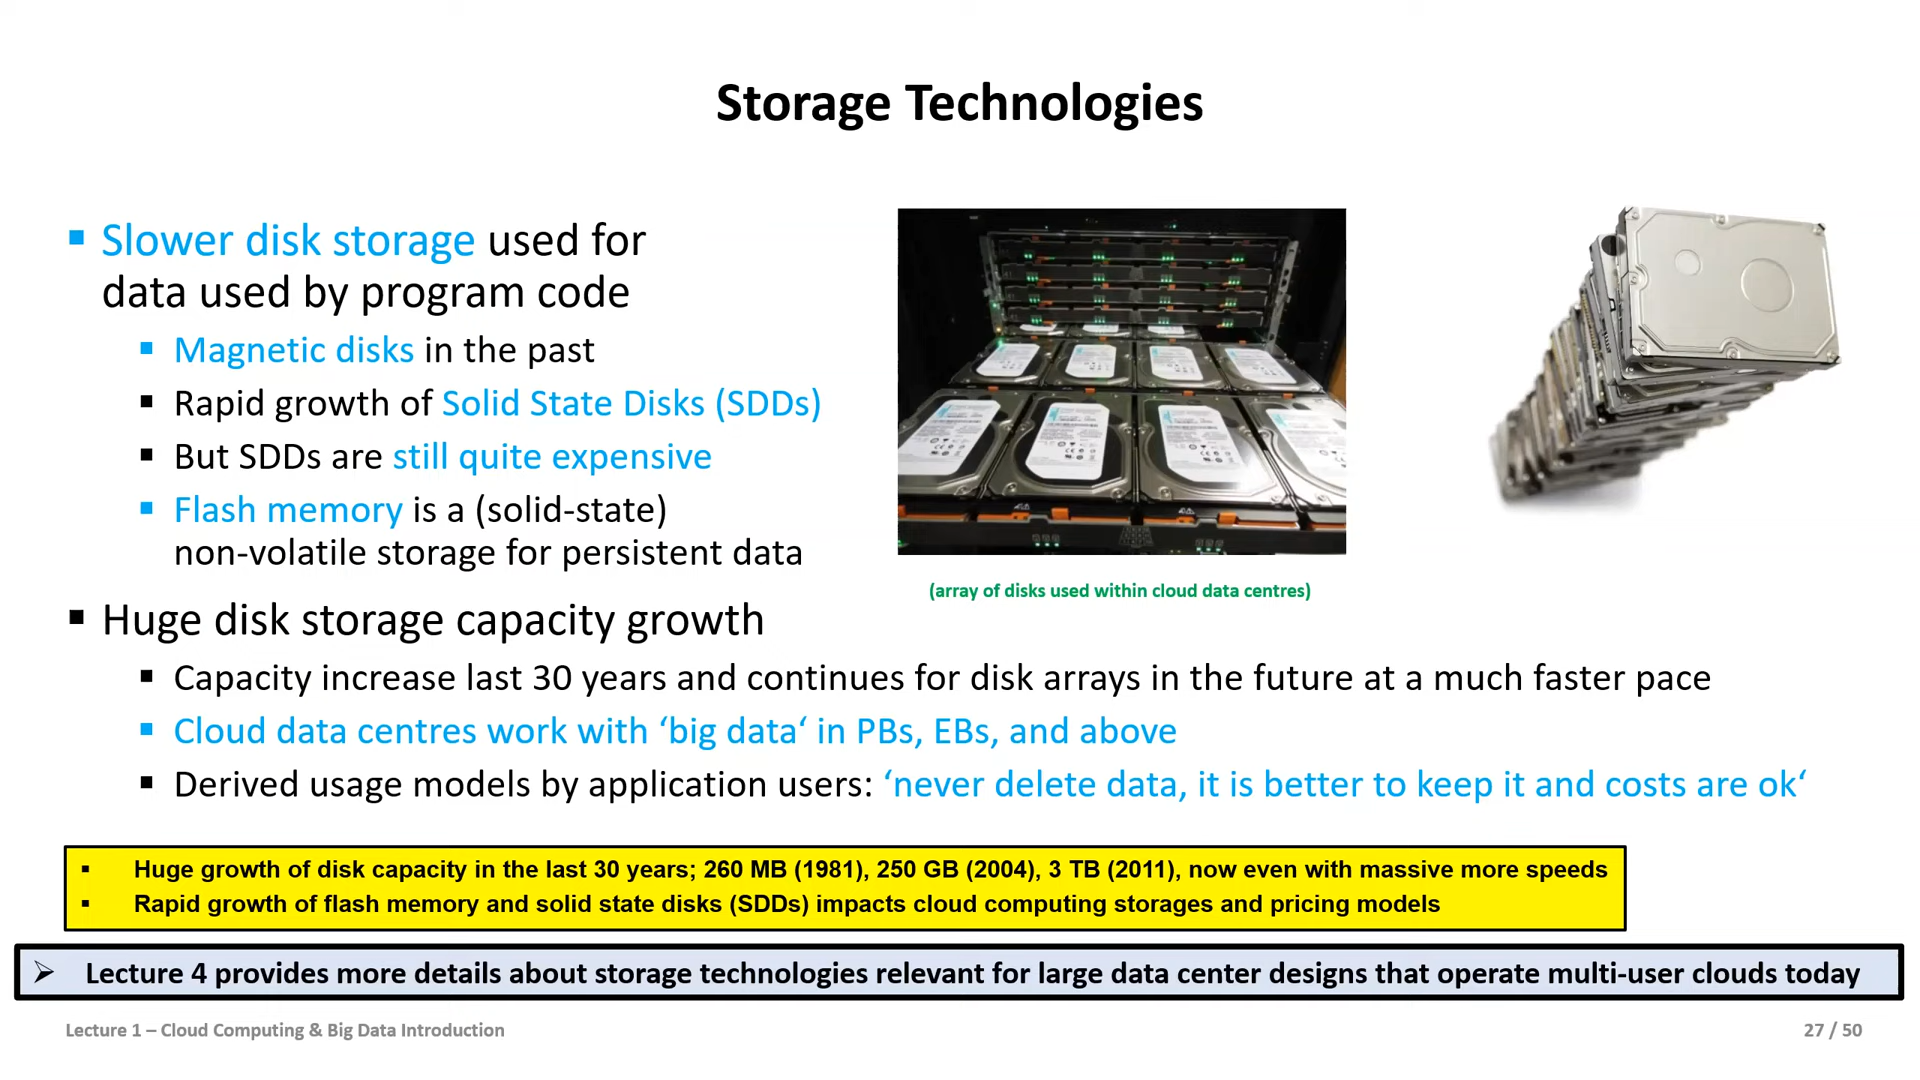 Storage Technologies
▪ Slower disk storage used for
data used by program code
▪ Magnetic disks in the past
▪ Rapid growth of Solid State Disks (SDDs)
▪ But SDDs are still quite expensive
▪ Flash memory is a (solid-state)
non-volatile storage for persistent data
(array of disks used within cloud data centres)
▪ Huge disk storage capacity growth
▪ Capacity increase last 30 years and continues for disk arrays in the future at a much faster pace
▪ Cloud data centres work with ‘big data‘ in PBs, EBs, and above
▪ Derived usage models by application users: ‘never delete data, it is better to keep it and costs are ok‘
▪ Huge growth of disk capacity in the last 30 years; 260 MB (1981), 250 GB (2004), 3 TB (2011), now even with massive more speeds
▪ Rapid growth of flash memory and solid state disks (SDDs) impacts cloud computing storages and pricing models
➢ Lecture 4 provides more details about storage technologies relevant for large data center designs that operate multi-user clouds today
Lecture 1 – Cloud Computing & Big Data Introduction
27 / 50